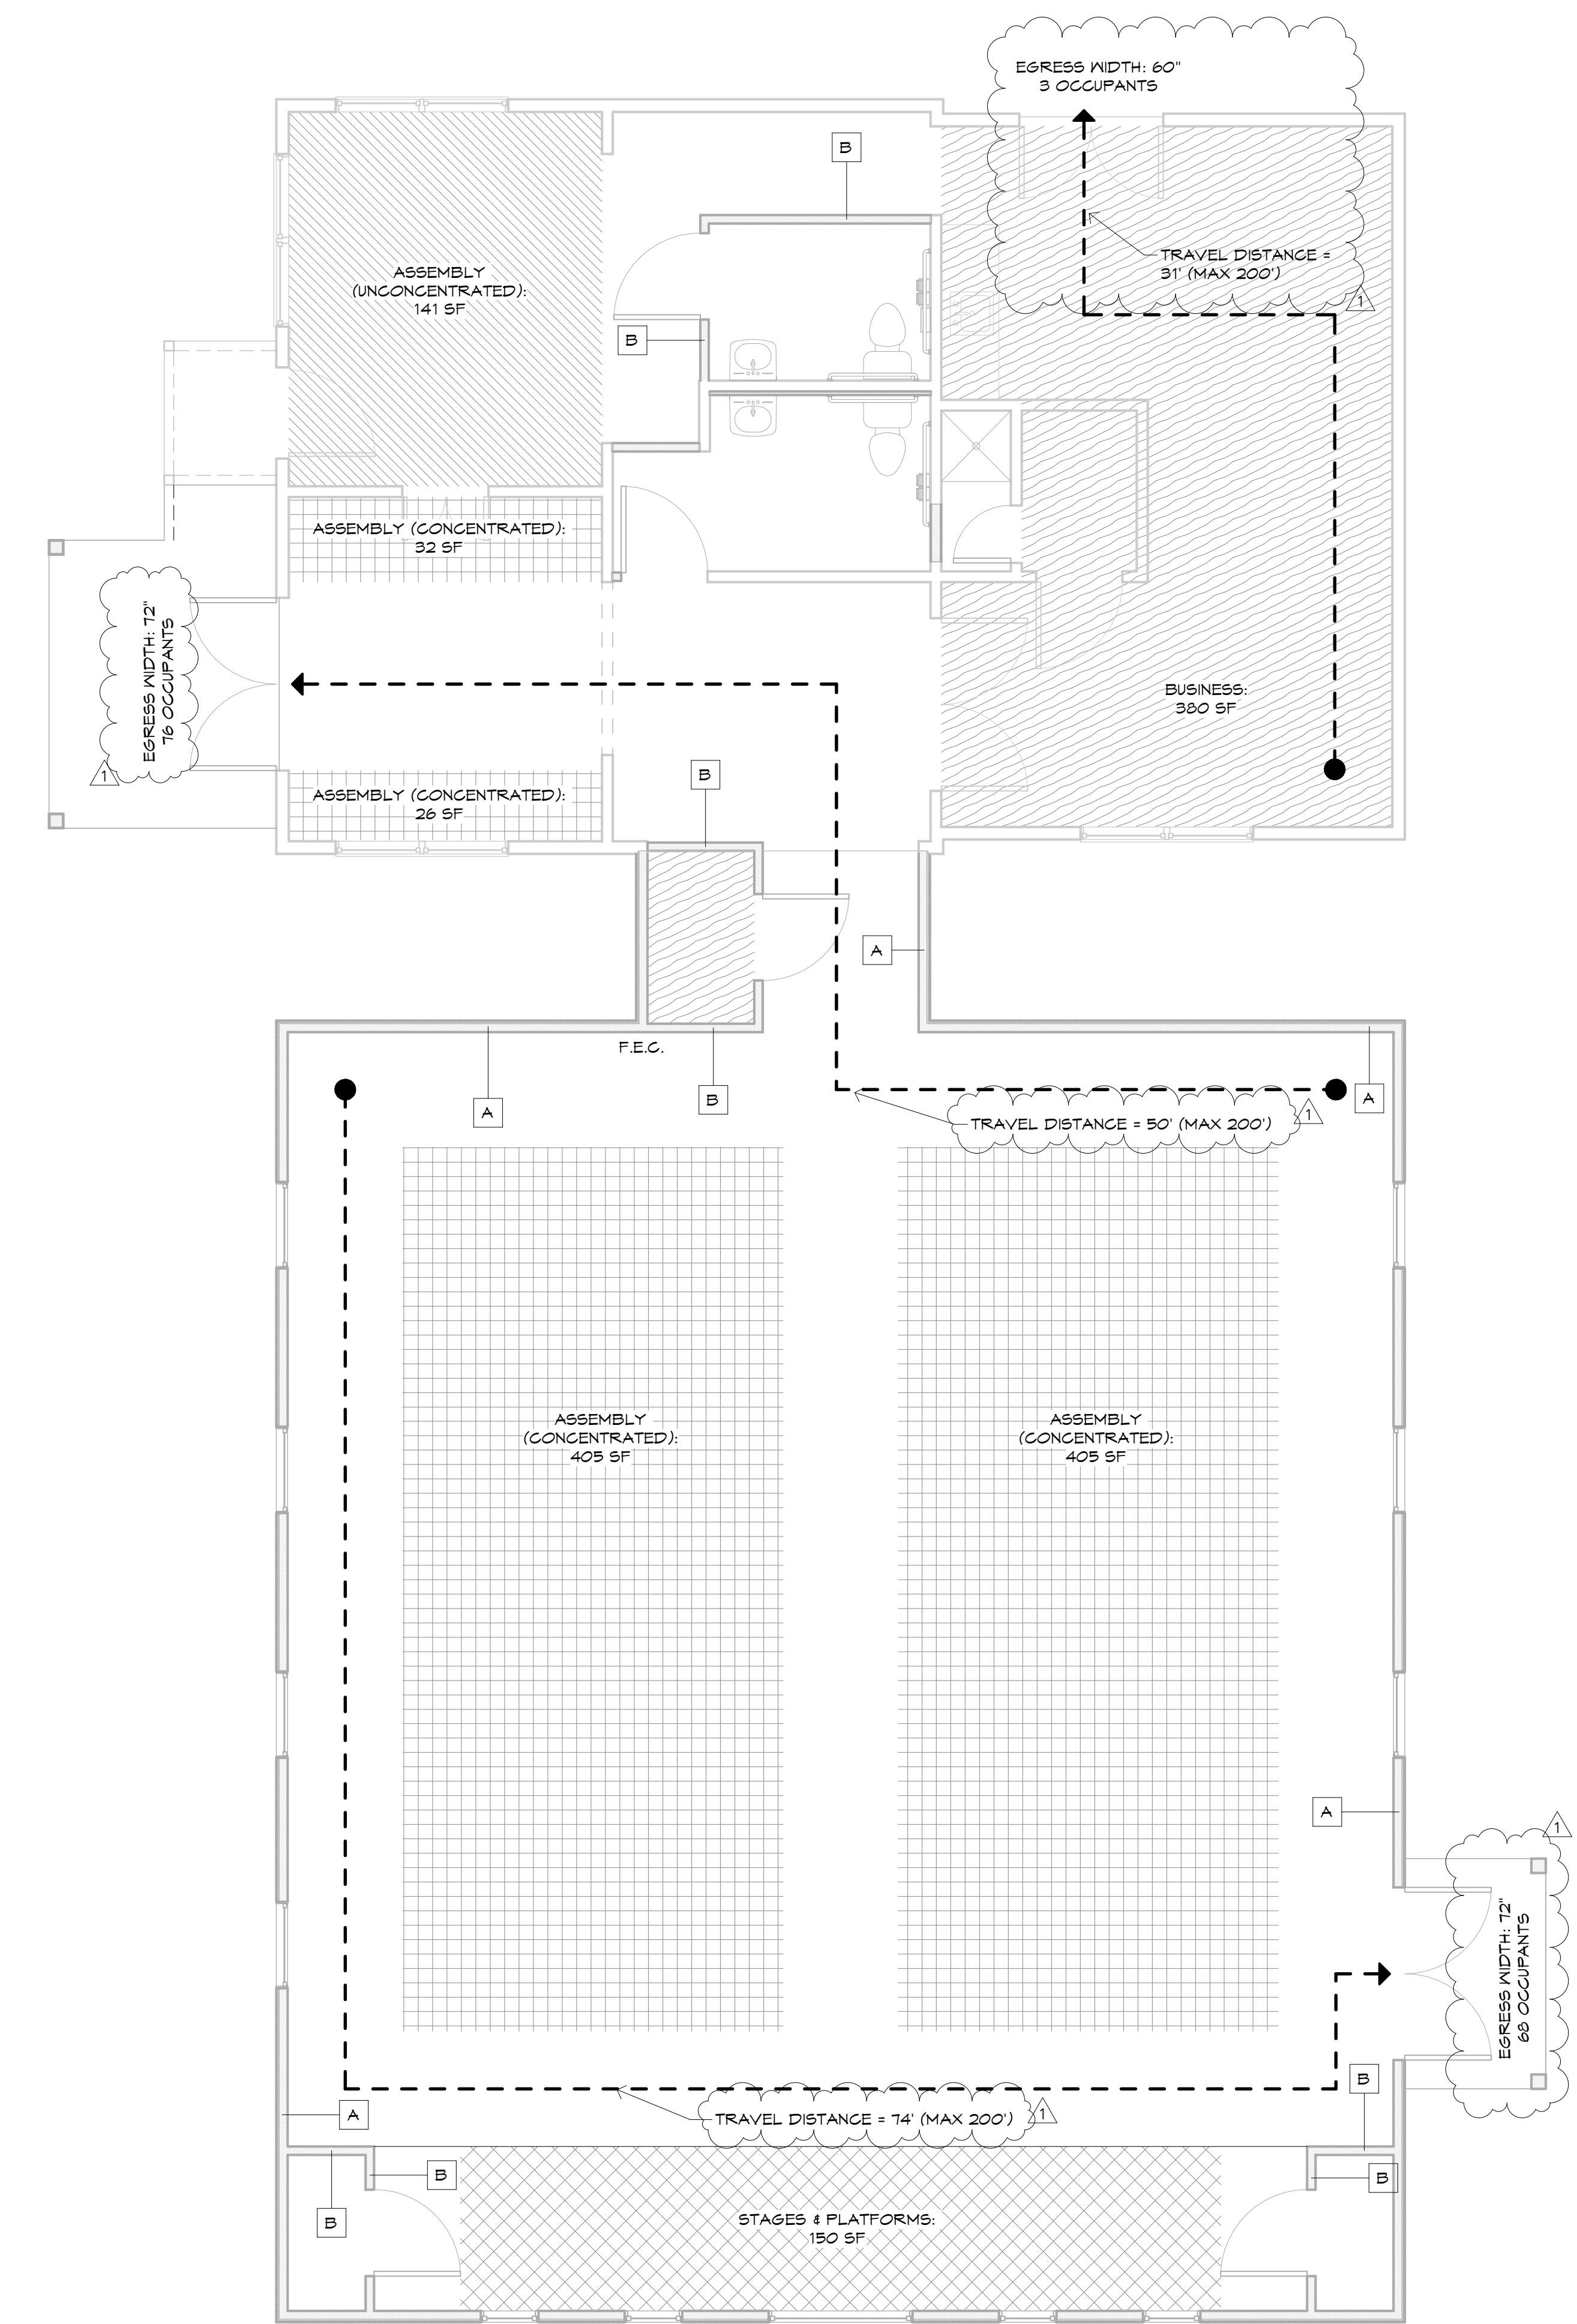 EGRESS WIDTH: 60"
3 OCCUPANTS
B
TRAVEL DISTANCE =
31' (MAX 200')
1
ASSEMBLY
(UNCONCENTRATED):
141 SF
B
ASSEMBLY (CONCENTRATED):
32 SF
EGRESS WIDTH: 72"
76 OCCUPANTS
1
BUSINESS:
380 SF
B
ASSEMBLY (CONCENTRATED):
26 SF
A
F.E.C.
A
B
A
TRAVEL DISTANCE = 50' (MAX 200')
1
ASSEMBLY
(CONCENTRATED):
405 SF
ASSEMBLY
(CONCENTRATED):
405 SF
A
1
EGRESS WIDTH: 72"
68 OCCUPANTS
B
A
TRAVEL DISTANCE = 74' (MAX 200')
1
B
B
B
STAGES & PLATFORMS:
150 SF